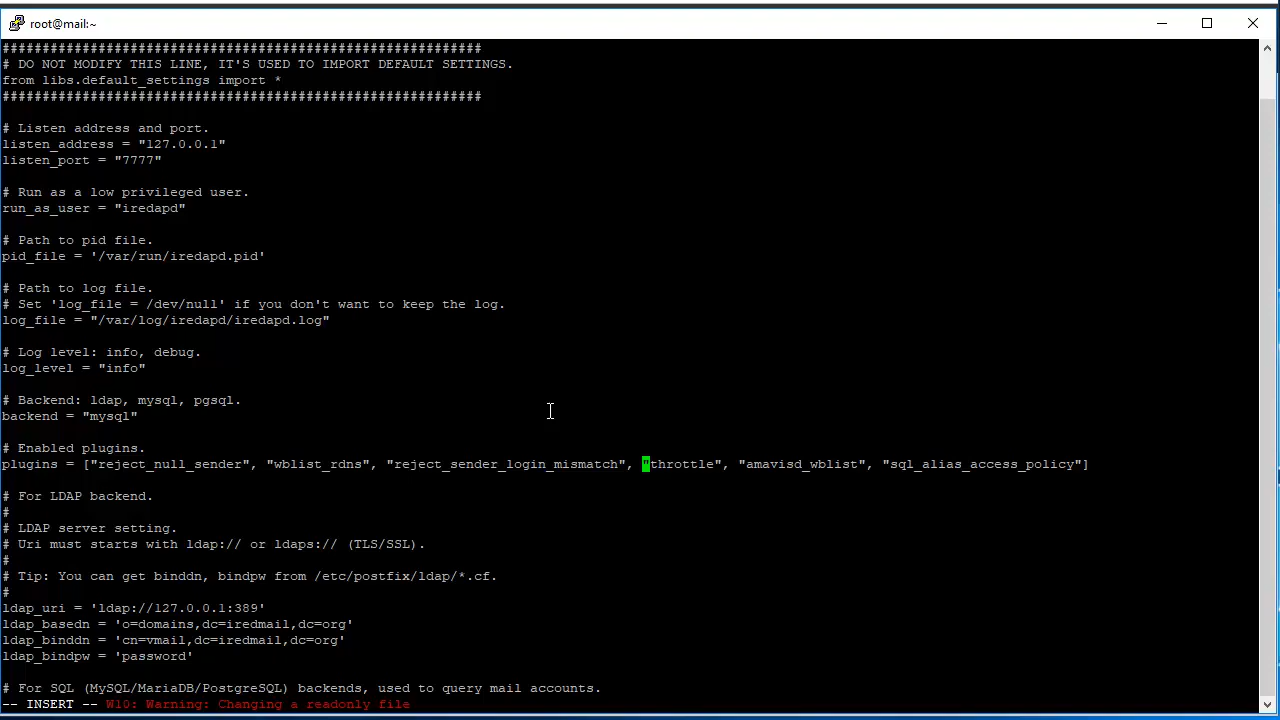 root@mail:~
############################################################
# DO NOT MODIFY THIS LINE, IT'S USED TO IMPORT DEFAULT SETTINGS.
from libs.default_settings import *
############################################################
# Listen address and port.
listen_address = "127.0.0.1"
listen_port = "7777"
# Run as a low privileged user.
run_as_user = "iredapd"
# Path to pid file.
pid_file = '/var/run/iredapd.pid'
# Path to log file.
# Set 'log_file = /dev/null' if you don't want to keep the log.
log_file = "/var/log/iredapd/iredapd.log"
# Log level: info, debug.
log_level = "info"
# Backend: ldap, mysql, pgsql.
backend = "mysql"
# Enabled plugins.
plugins = ["reject_null_sender", "wblist_rdns", "reject_sender_login_mismatch", "throttle", "amavisd_wblist", "sql_alias_access_policy"]
# For LDAP backend.
#
# LDAP server setting.
# Uri must starts with ldap:// or ldaps:// (TLS/SSL).
#
# Tip: You can get binddn, bindpw from /etc/postfix/ldap/*.cf.
#
ldap_uri = 'ldap://127.0.0.1:389'
ldap_basedn = 'o=domains,dc=iredmail,dc=org'
ldap_binddn = 'cn=vmail,dc=iredmail,dc=org'
ldap_bindpw = 'password'
# For SQL (MySQL/MariaDB/PostgreSQL) backends, used to query mail accounts.
-- INSERT -- W10: Warning: Changing a readonly file